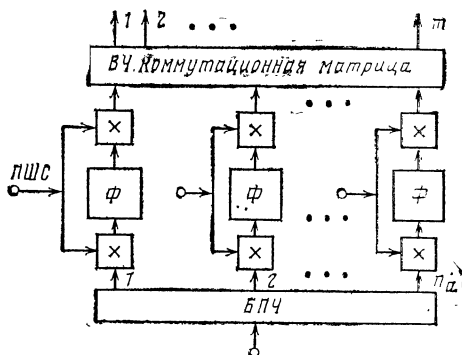 1 2 m
ВЧ. Коммутационная матрица
× × ×
ПШС Ф Ф Ф
× × ×
1 2 n а
БПЧ